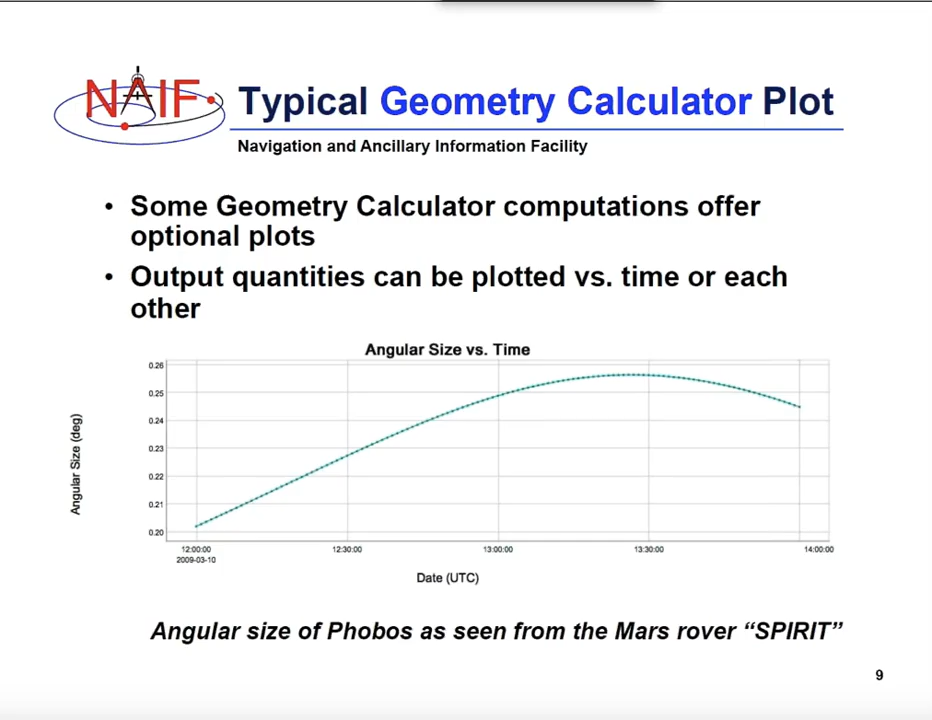 NAIF
Typical Geometry Calculator Plot
Navigation and Ancillary Information Facility
• Some Geometry Calculator computations offer
optional plots
• Output quantities can be plotted vs. time or each
other
Angular Size vs. Time
Angular Size (deg)
0.26
0.25
0.24
0.23
0.22
0.21
0.20
12:00:00 12:30:00 13:00:00 13:30:00 14:00:00
2009-03-10
Date (UTC)
Angular size of Phobos as seen from the Mars rover “SPIRIT”
9